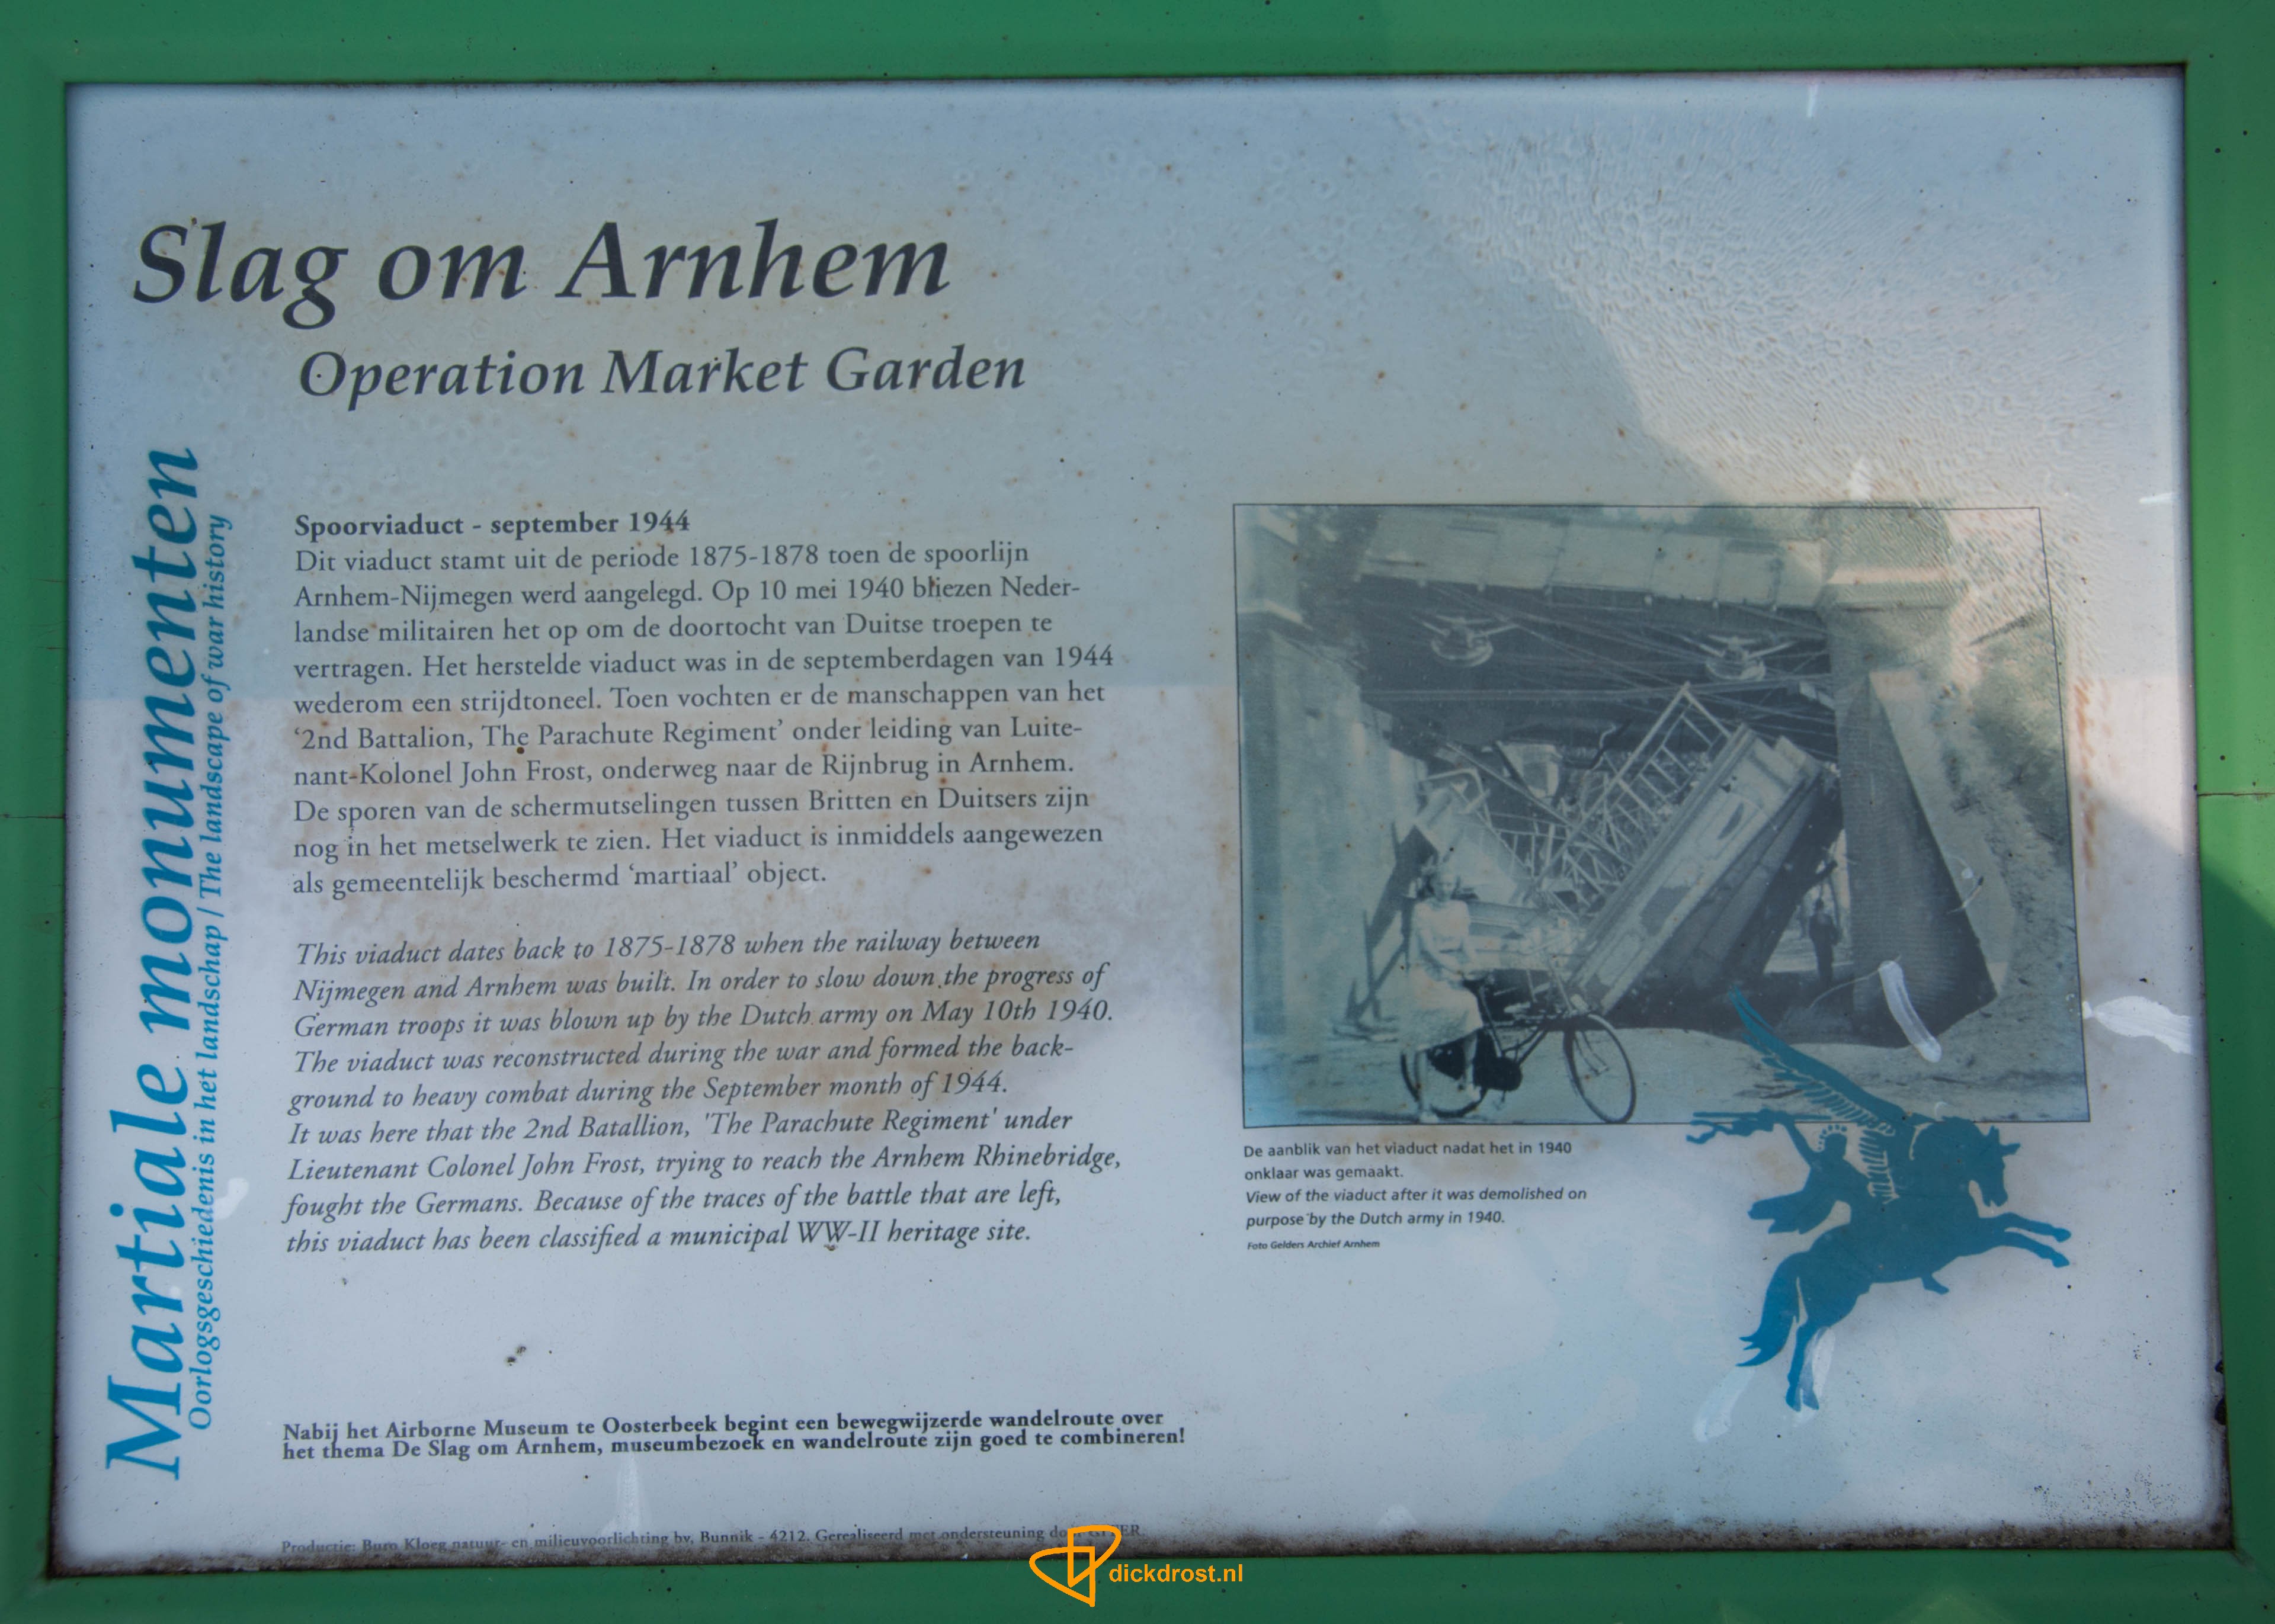 Slag om Arnhem
Operation Market Garden
Martiale monumenten
Oorlogsgeschiedenis in het landschap / The landscape of war history
Spoorviaduct - september 1944
Dit viaduct stamt uit de periode 1875-1878 toen de spoorlijn
Arnhem-Nijmegen werd aangelegd. Op 10 mei 1940 bliezen Neder-
landse militairen het op om de doortocht van Duitse troepen te
vertragen. Het herstelde viaduct was in de septemberdagen van 1944
wederom een strijdtoneel. Toen vochten er de manschappen van het
‘2nd Battalion, The Parachute Regiment’ onder leiding van Luite-
nant-Kolonel John Frost, onderweg naar de Rijnbrug in Arnhem.
De sporen van de schermutselingen tussen Britten en Duitsers zijn
nog in het metselwerk te zien. Het viaduct is inmiddels aangewezen
als gemeentelijk beschermd ‘martiaal’ object.
This viaduct dates back to 1875-1878 when the railway between
Nijmegen and Arnhem was built. In order to slow down the progress of
German troops it was blown up by the Dutch army on May 10th 1940.
The viaduct was reconstructed during the war and formed the back-
ground to heavy combat during the September month of 1944.
It was here that the 2nd Batallion, 'The Parachute Regiment' under
Lieutenant Colonel John Frost, trying to reach the Arnhem Rhinebridge,
fought the Germans. Because of the traces of the battle that are left,
this viaduct has been classified a municipal WW-II heritage site.
De aanblik van het viaduct nadat het in 1940
onklaar was gemaakt.
View of the viaduct after it was demolished on
purpose by the Dutch army in 1940.
Foto Gelders Archief Arnhem
Nabij het Airborne Museum te Oosterbeek begint een bewegwijzerde wandelroute over
het thema De Slag om Arnhem, museumbezoek en wandelroute zijn goed te combineren!
Productie: Buro Kloeg natuur- en milieuvoorlichting bv, Bunnik - 4212. Gerealiseerd met ondersteuning door
dickdrost.nl